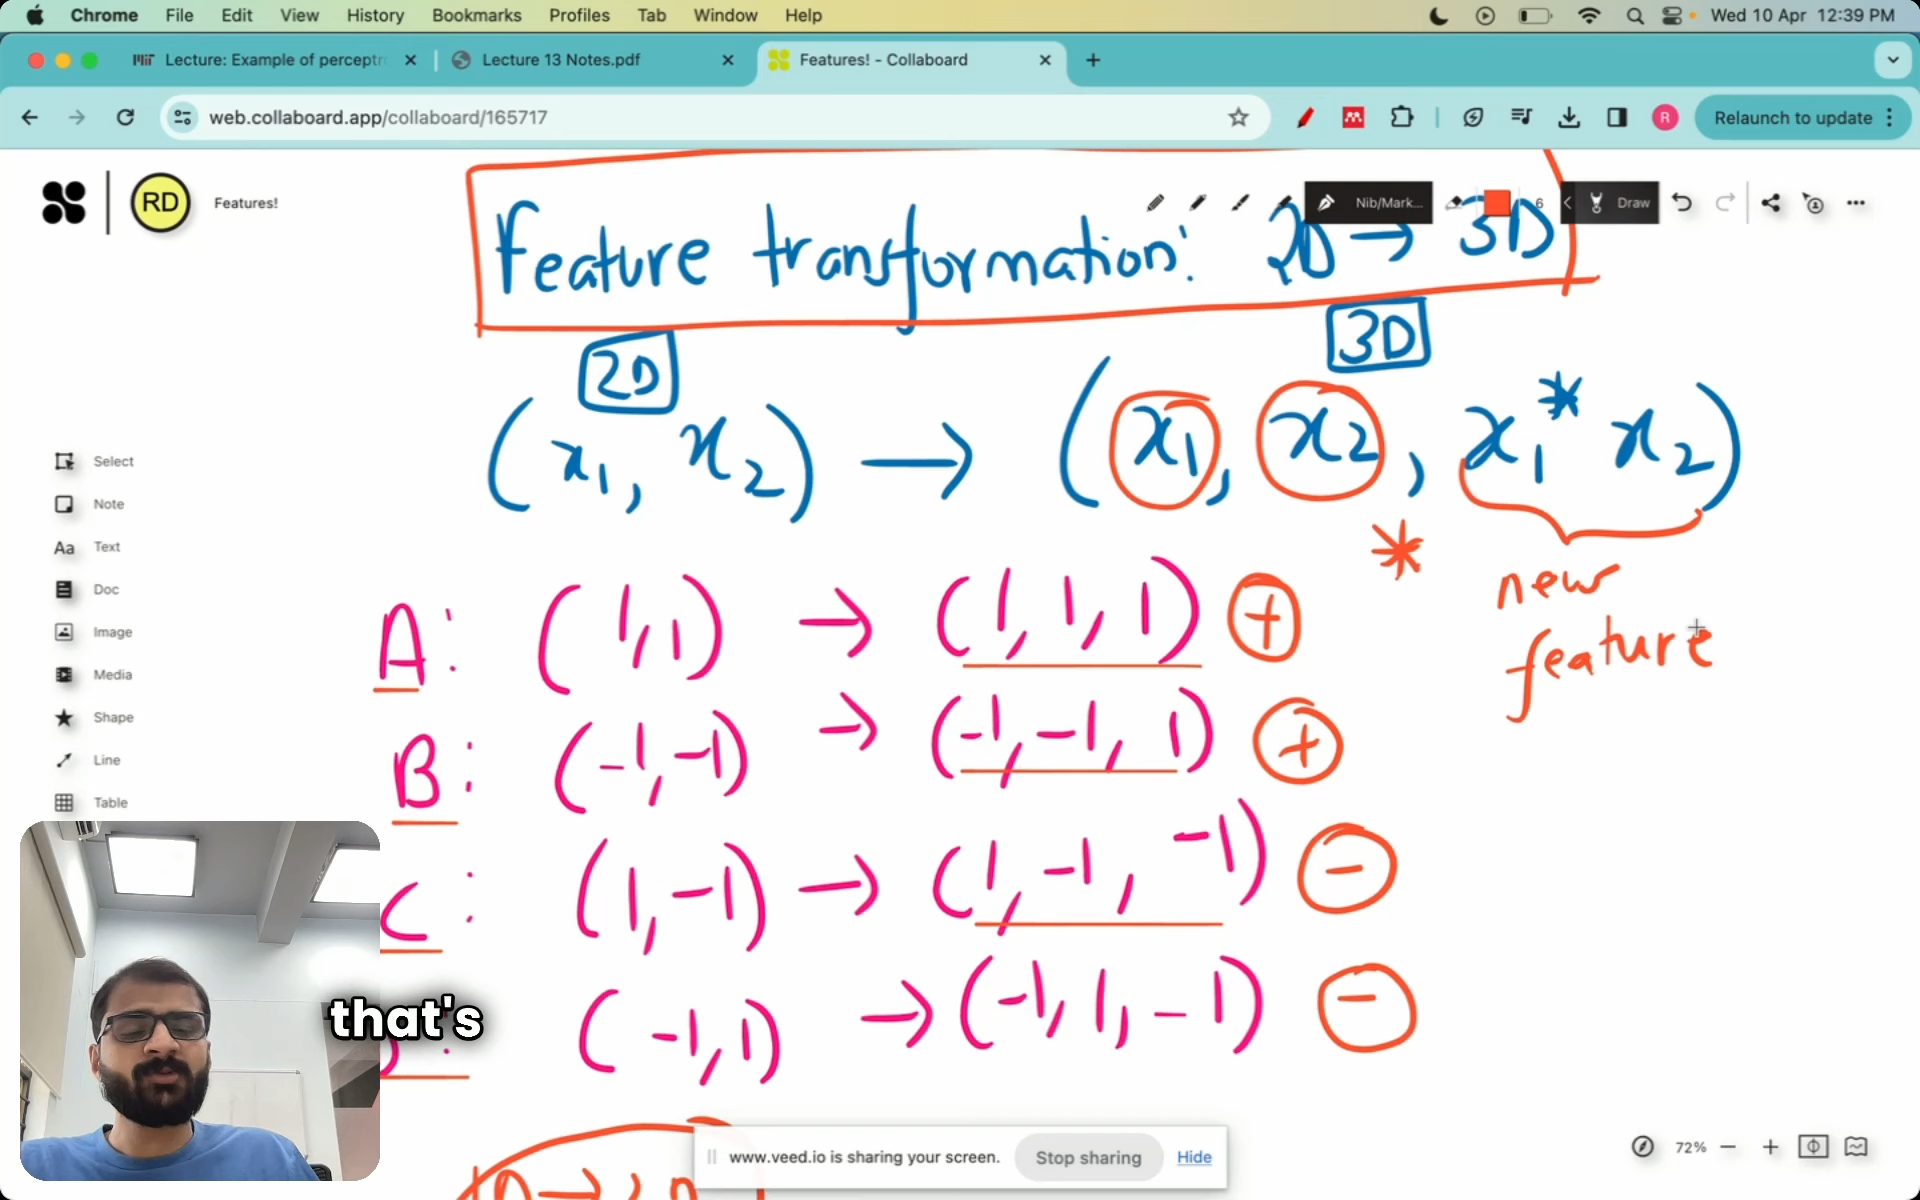 Chrome File Edit View History Bookmarks Profiles Tab Window Help Wed 10 Apr 12:39 PM
MIT Lecture: Example of perceptr Lecture 13 Notes.pdf Features! - Collaboard
web.collaboard.app/collaboard/165717 R Relaunch to update
RD Features! Nib/Mark... 6 Draw
Feature transformation: 2D → 3D
2D 3D
(x1, x2) → (x1, x2, x1 * x2)
*
new
feature
A: (1,1) → (1, 1, 1) +
B: (-1,-1) → (-1,-1, 1) +
C: (1,-1) → (1,-1, -1) -
: (-1,1) → (-1,1,-1) -
Select
Note
Aa Text
Doc
Image
Media
Shape
Line
Table
that's
www.veed.io is sharing your screen. Stop sharing Hide
72%